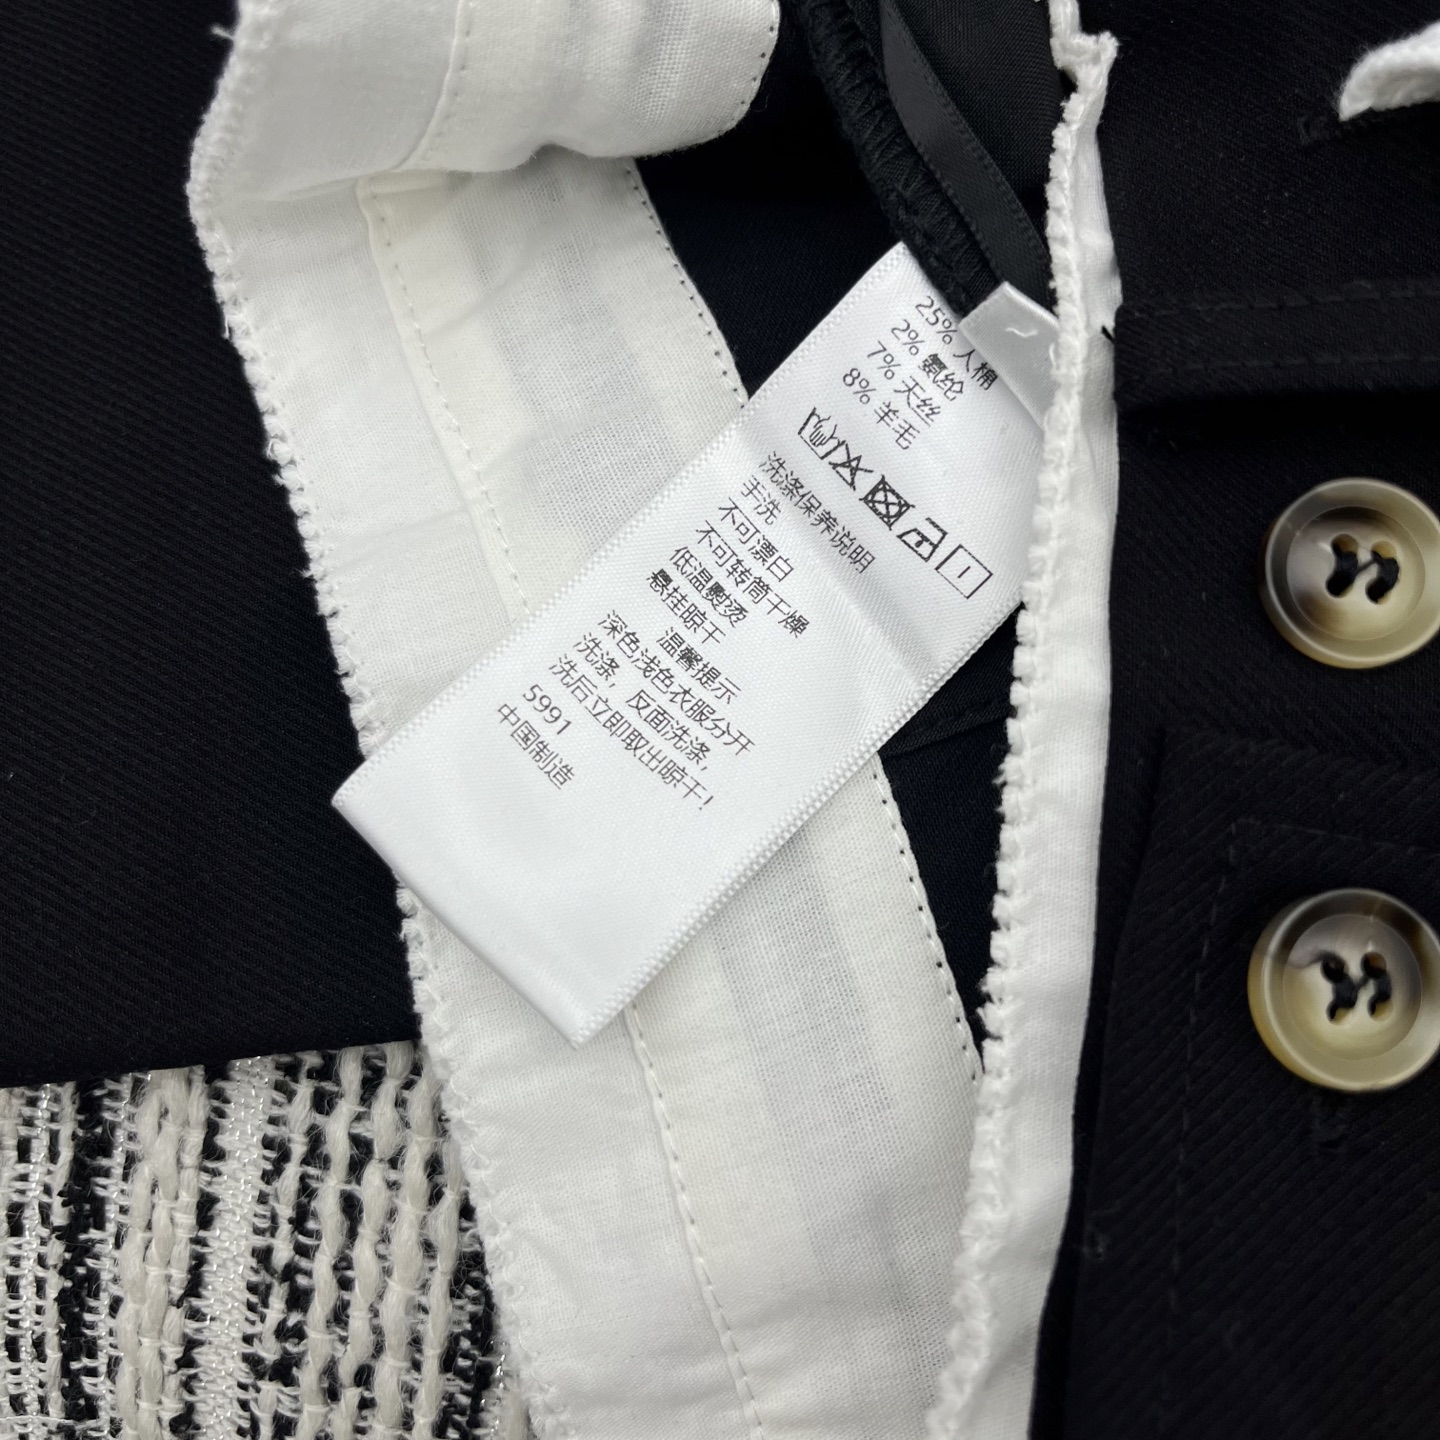 25% 人棉
2% 氨纶
7% 天丝
8% 羊毛
洗涤保养说明
手洗
不可漂白
不可转筒干燥
低温熨烫
悬挂晾干
温馨提示
深色浅色衣服分开
洗涤，反面洗涤，
洗后立即取出晾干!
5991
中国制造